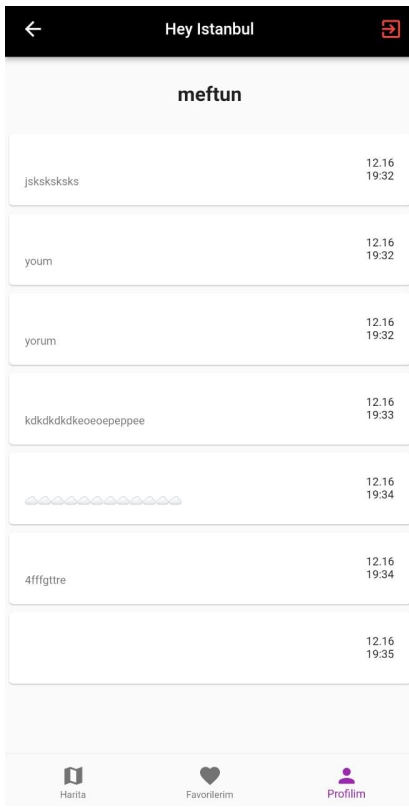 Hey Istanbul
meftun
12.16
19:32
jsksksksks
12.16
19:32
youm
12.16
19:32
yorum
12.16
19:33
kdkdkdkdkeoeoepeppee
12.16
19:34
☁☁☁☁☁☁☁☁☁☁☁☁
12.16
19:34
4fffgttre
12.16
19:35
Harita
Favorilerim
Profilim